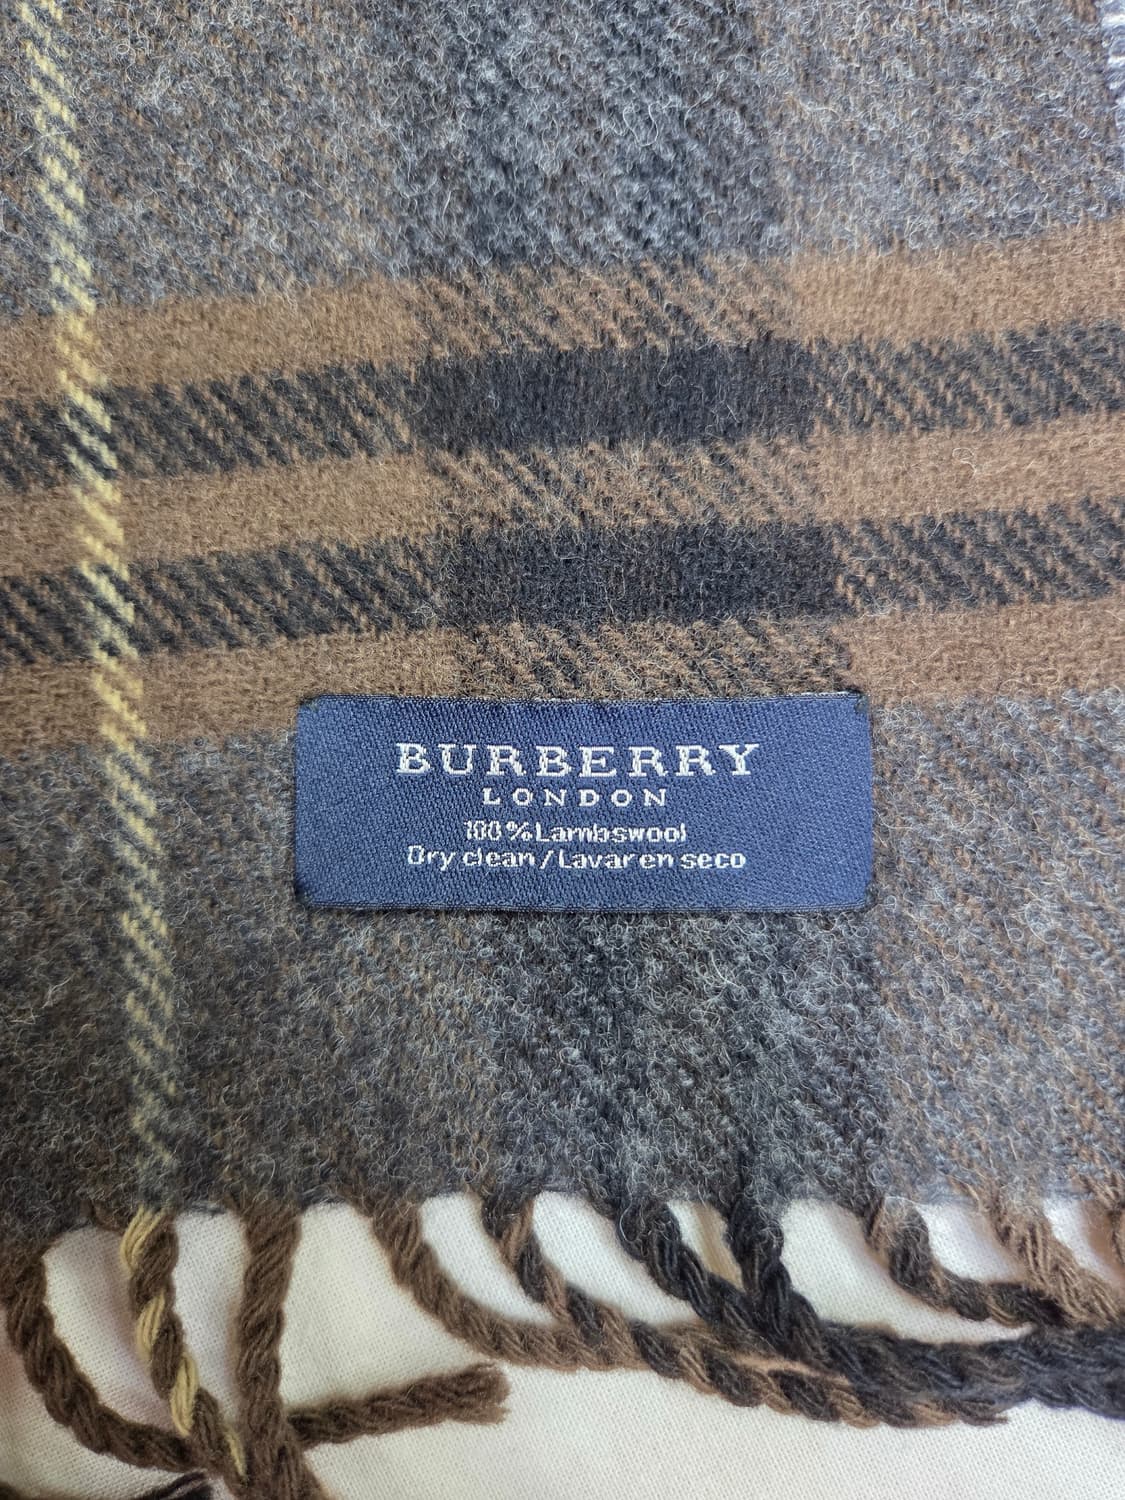 BURBERRY
LONDON
100% Lambswool
Dry clean / Lavar en seco